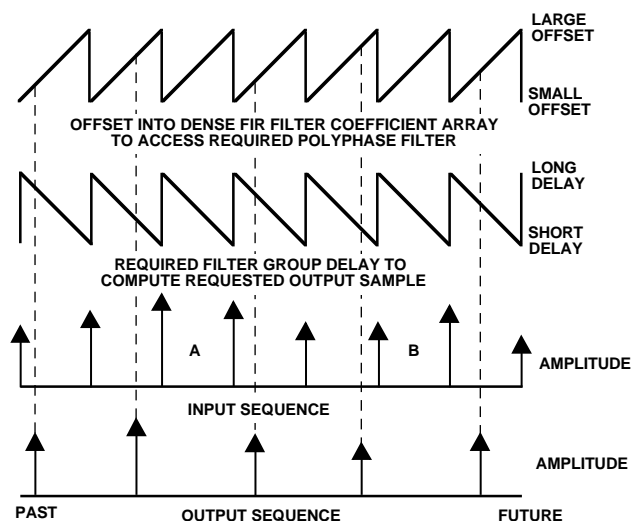 LARGE
OFFSET
SMALL
OFFSET
OFFSET INTO DENSE FIR FILTER COEFFICIENT ARRAY
TO ACCESS REQUIRED POLYPHASE FILTER
LONG
DELAY
SHORT
DELAY
REQUIRED FILTER GROUP DELAY TO
COMPUTE REQUESTED OUTPUT SAMPLE
A
B
AMPLITUDE
INPUT SEQUENCE
AMPLITUDE
PAST
OUTPUT SEQUENCE
FUTURE